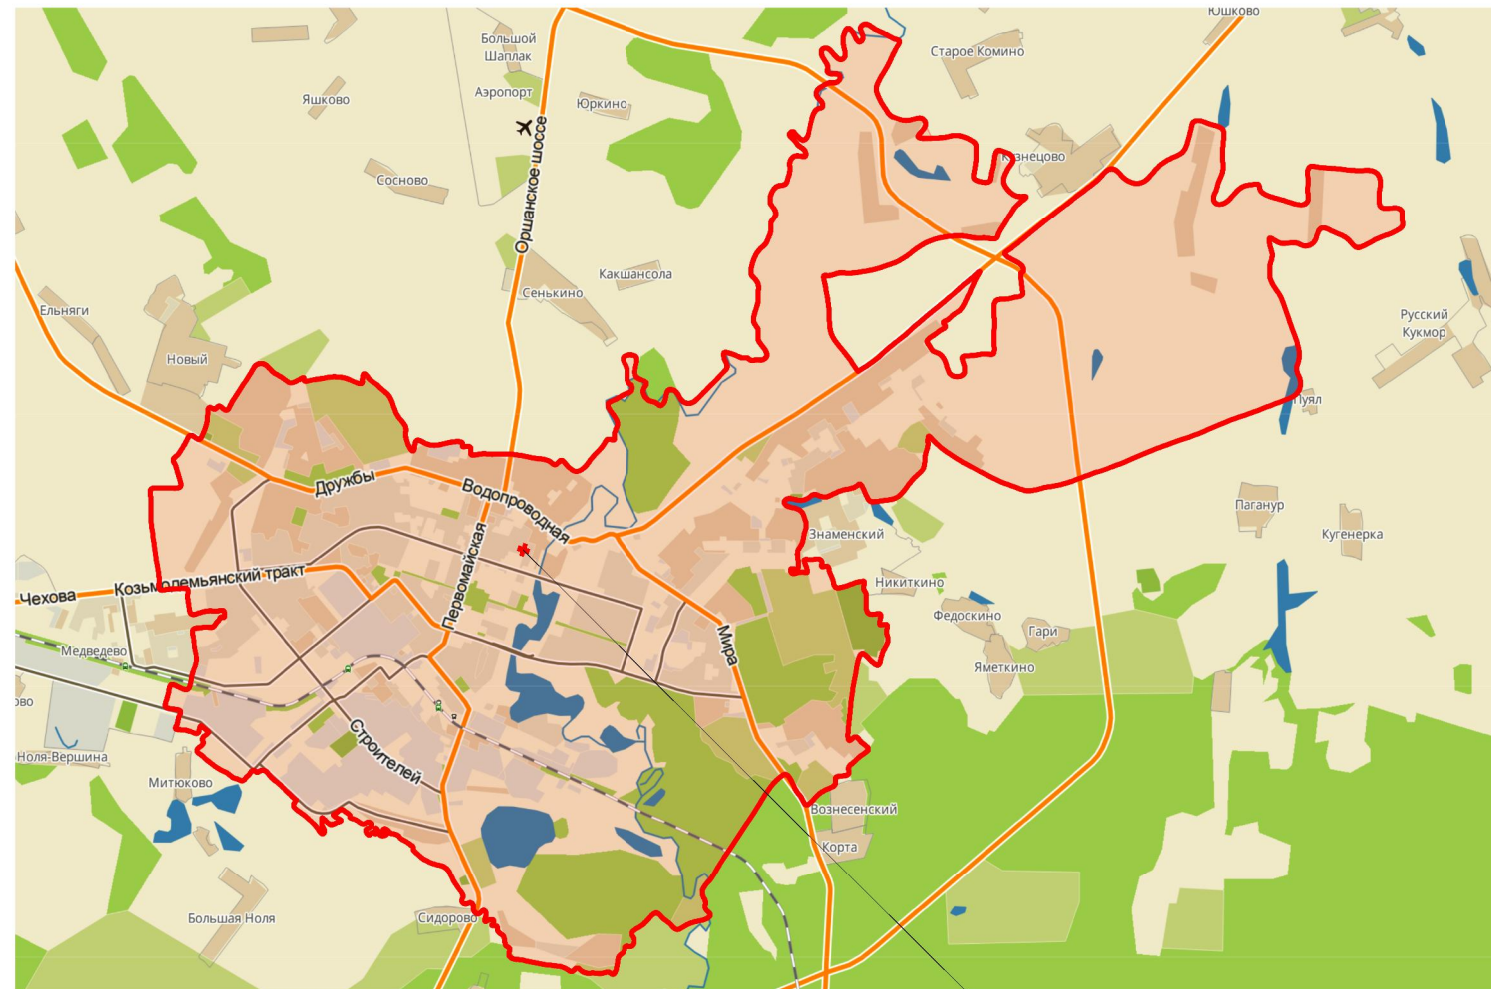 Юшково
Большой
Шаплак
Старое Комино
Аэропорт
Яшково
Юркино
Кузнецово
Сосново
Оршанское шоссе
Какшансола
Сенькино
Ельняги
Русский
Кукмор
Новый
Пуял
Дружбы
Водопроводная
Паганур
Знаменский
Кугенерка
Первомайская
Козьмодемьянский тракт
Чехова
Никиткино
Федоскино
Гари
Мира
Медведево
Яметкино
ово
Строителей
Ноля-Вершина
Митюково
Вознесенский
Корта
Большая Ноля
Сидорово